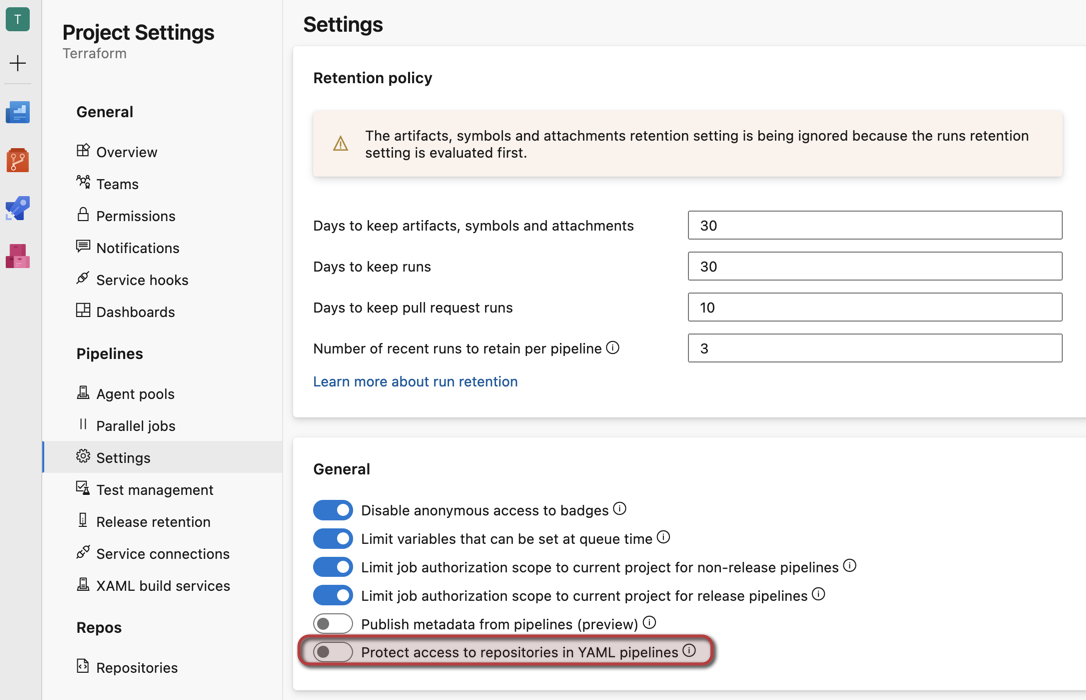 T
Project Settings
Terraform
General
Overview
Teams
Permissions
Notifications
Service hooks
Dashboards
Pipelines
Agent pools
Parallel jobs
Settings
Test management
Release retention
Service connections
XAML build services
Repos
Repositories
Settings
Retention policy
The artifacts, symbols and attachments retention setting is being ignored because the runs retention
setting is evaluated first.
Days to keep artifacts, symbols and attachments 30
Days to keep runs 30
Days to keep pull request runs 10
Number of recent runs to retain per pipeline 3
Learn more about run retention
General
Disable anonymous access to badges
Limit variables that can be set at queue time
Limit job authorization scope to current project for non-release pipelines
Limit job authorization scope to current project for release pipelines
Publish metadata from pipelines (preview)
Protect access to repositories in YAML pipelines